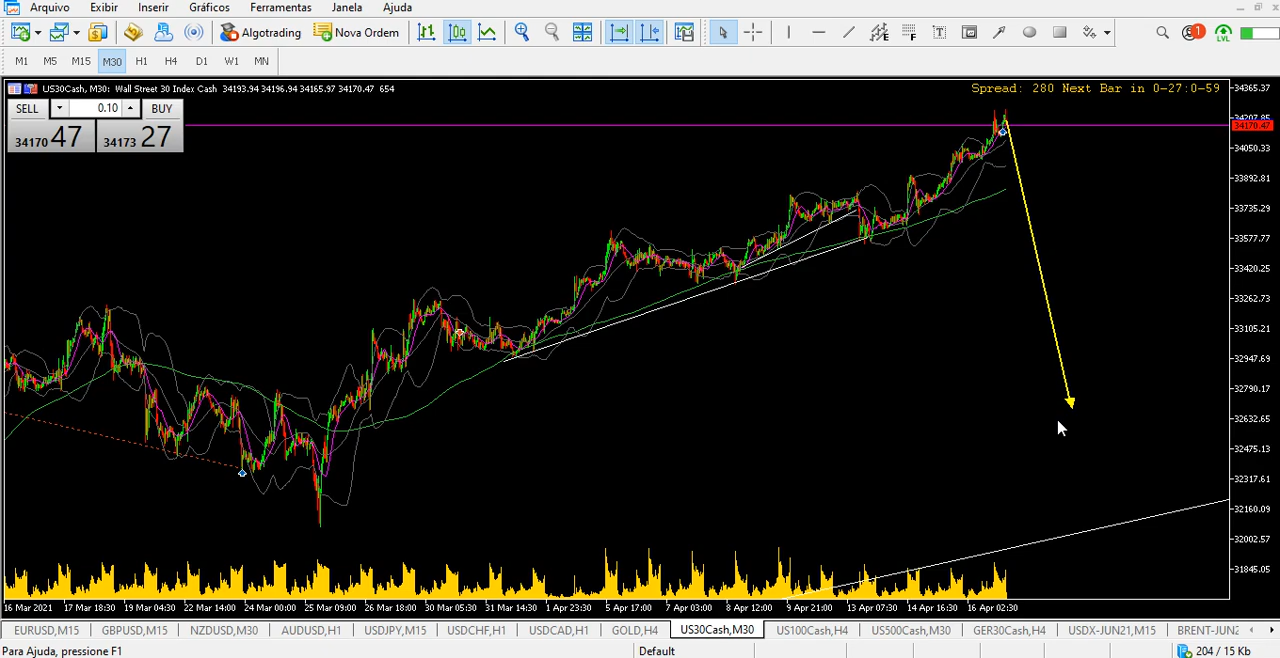 Arquivo Exibir Inserir Gráficos Ferramentas Janela Ajuda
Algotrading Nova Ordem
1 LVL
M1 M5 M15 M30 H1 H4 D1 W1 MN
US30Cash, M30: Wall Street 30 Index Cash 34193.94 34196.94 34165.97 34170.47 654
Spread: 280 Next Bar in 0-27:0-59
SELL 0.10 BUY
34170 47 34173 27
34365.37
34207.85
34170.47
34050.33
33892.81
33735.29
33577.77
33420.25
33262.73
33105.21
32947.69
32790.17
32632.65
32475.13
32317.61
32160.09
32002.57
31845.05
16 Mar 2021 17 Mar 18:30 19 Mar 04:30 22 Mar 14:00 24 Mar 00:00 25 Mar 09:00 26 Mar 18:00 30 Mar 05:30 31 Mar 14:30 1 Apr 23:30 5 Apr 17:00 7 Apr 03:00 8 Apr 12:00 9 Apr 21:00 13 Apr 07:30 14 Apr 16:30 16 Apr 02:30
EURUSD,M15 GBPUSD,M15 NZDUSD,M30 AUDUSD,H1 USDJPY,M15 USDCHF,H1 USDCAD,H1 GOLD,H4 US30Cash,M30 US100Cash,H4 US500Cash,M30 GER30Cash,H4 USDX-JUN21,M15 BRENT-JUN2
Para Ajuda, pressione F1 Default 204 / 15 Kb